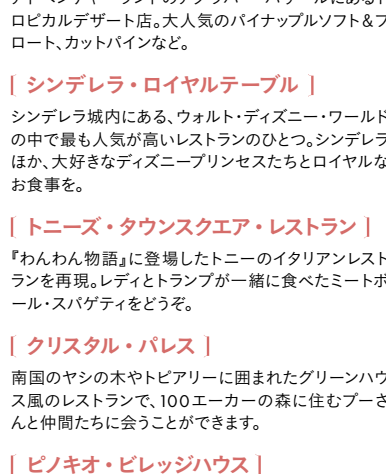 ロピカルデザート店。大人気のパイナップルソフト&フ
ロート、カットパインなど。
[ シンデレラ・ロイヤルテーブル ]
シンデレラ城内にある、ウォルト・ディズニー・ワールド
の中で最も人気が高いレストランのひとつ。シンデレラ
ほか、大好きなディズニープリンセスたちとロイヤルな
お食事を。
[ トニーズ・タウンスクエア・レストラン ]
『わんわん物語』に登場したトニーのイタリアンレスト
ランを再現。レディとトランプが一緒に食べたミートボ
ール・スパゲティをどうぞ。
[ クリスタル・パレス ]
南国のヤシの木やトピアリーに囲まれたグリーンハウ
ス風のレストランで、100エーカーの森に住むプーさ
んと仲間たちに会うことができます。
[ ピノキオ・ビレッジハウス ]